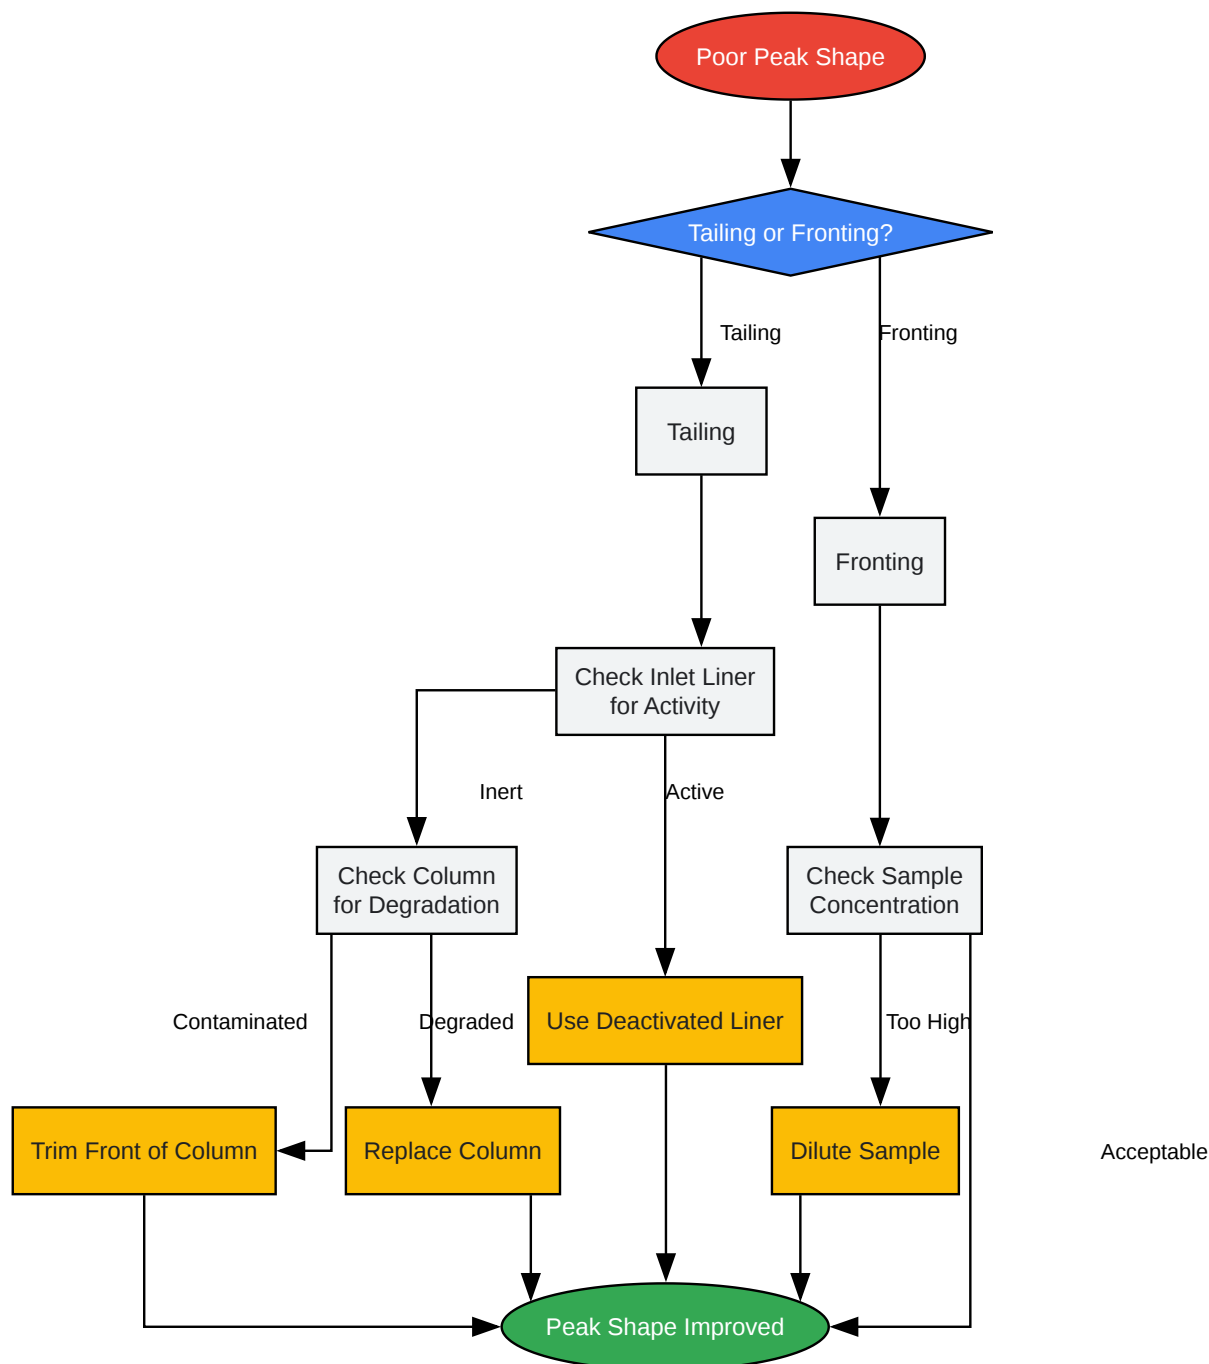 Poor Peak Shape
Tailing or Fronting?
Tailing
Fronting
Tailing
Fronting
Check Inlet Liner
for Activity
Inert
Active
Check Column
for Degradation
Check Sample
Concentration
Contaminated
Degraded
Use Deactivated Liner
Too High
Trim Front of Column
Replace Column
Dilute Sample
Acceptable
Peak Shape Improved